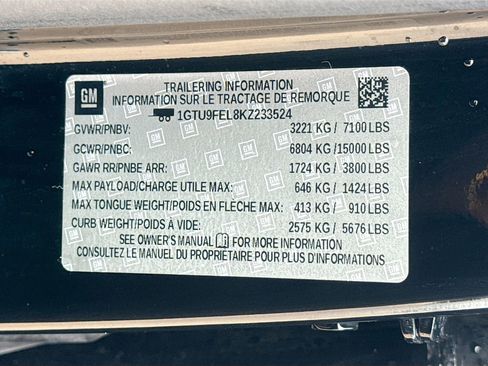 GM
TRAILERING INFORMATION
INFORMATION SUR LE TRACTAGE DE REMORQUE
1GTU9FEL8KZ233524
GVWR/PNBV: 3221 KG / 7100 LBS
GCWR/PNBC: 6804 KG/15000 LBS
GAWR RR/PNBE ARR: 1724 KG / 3800 LBS
MAX PAYLOAD/CHARGE UTILE MAX: 646 KG / 1424 LBS
MAX TONGUE WEIGHT/POIDS EN FLÈCHE MAX: 413 KG / 910 LBS
CURB WEIGHT/POIDS À VIDE: 2575 KG / 5676 LBS
SEE OWNER'S MANUAL FOR MORE INFORMATION
CONSULTEZ LE MANUEL DU PROPRIÉTAIRE POUR PLUS D'INFORMATIONS